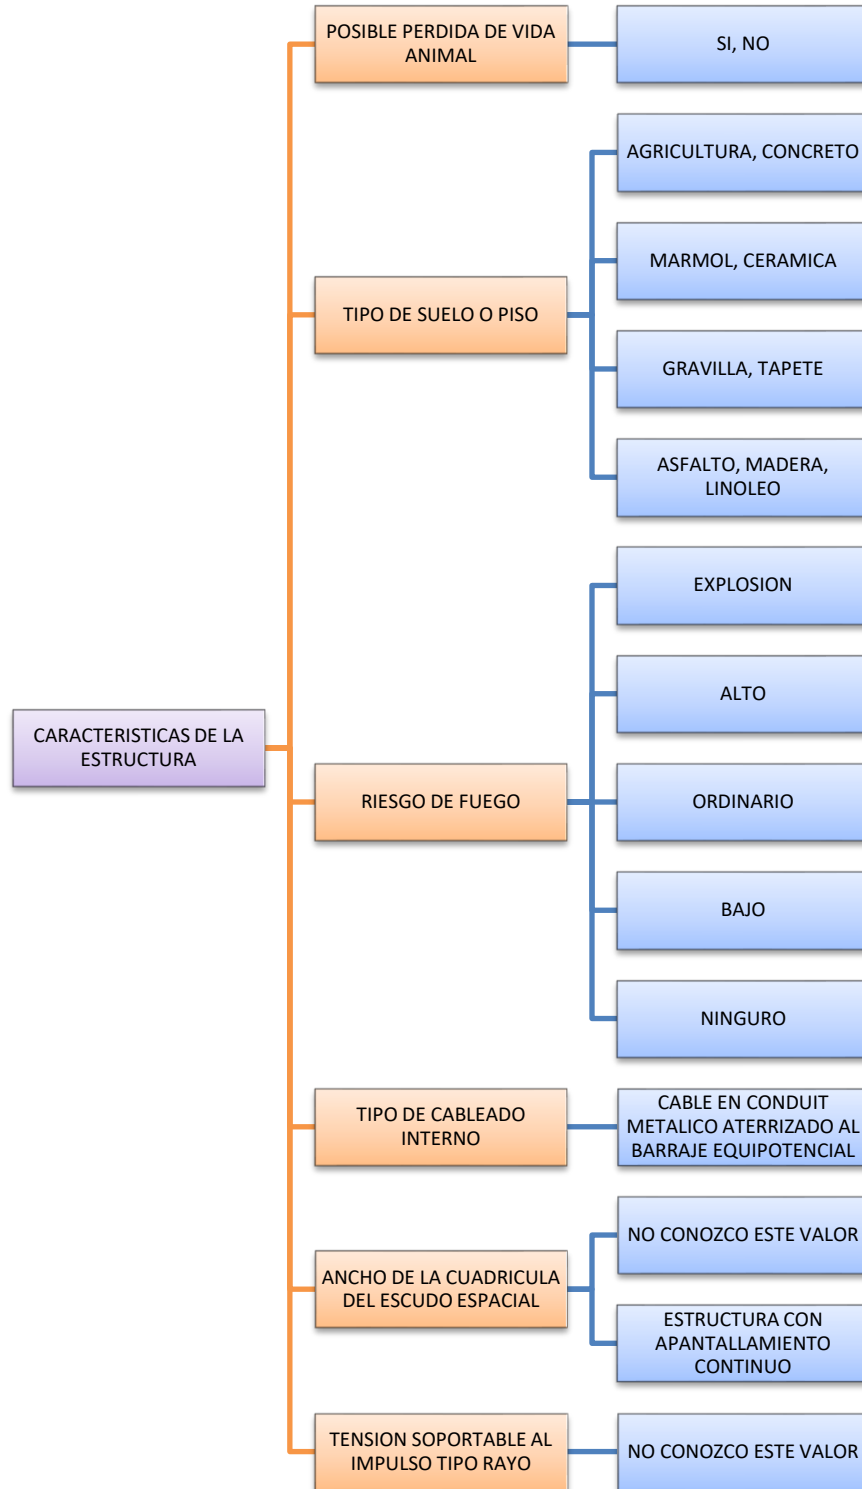 POSIBLE PERDIDA DE VIDA
ANIMAL
SI, NO
TIPO DE SUELO O PISO
AGRICULTURA, CONCRETO
MARMOL, CERAMICA
GRAVILLA, TAPETE
ASFALTO, MADERA,
LINOLEO
CARACTERISTICAS DE LA
ESTRUCTURA
RIESGO DE FUEGO
EXPLOSION
ALTO
ORDINARIO
BAJO
NINGURO
TIPO DE CABLEADO
INTERNO
CABLE EN CONDUIT
METALICO ATERRIZADO AL
BARRAJE EQUIPOTENCIAL
ANCHO DE LA CUADRICULA
DEL ESCUDO ESPACIAL
NO CONOZCO ESTE VALOR
ESTRUCTURA CON
APANTALLAMIENTO
CONTINUO
TENSION SOPORTABLE AL
IMPULSO TIPO RAYO
NO CONOZCO ESTE VALOR